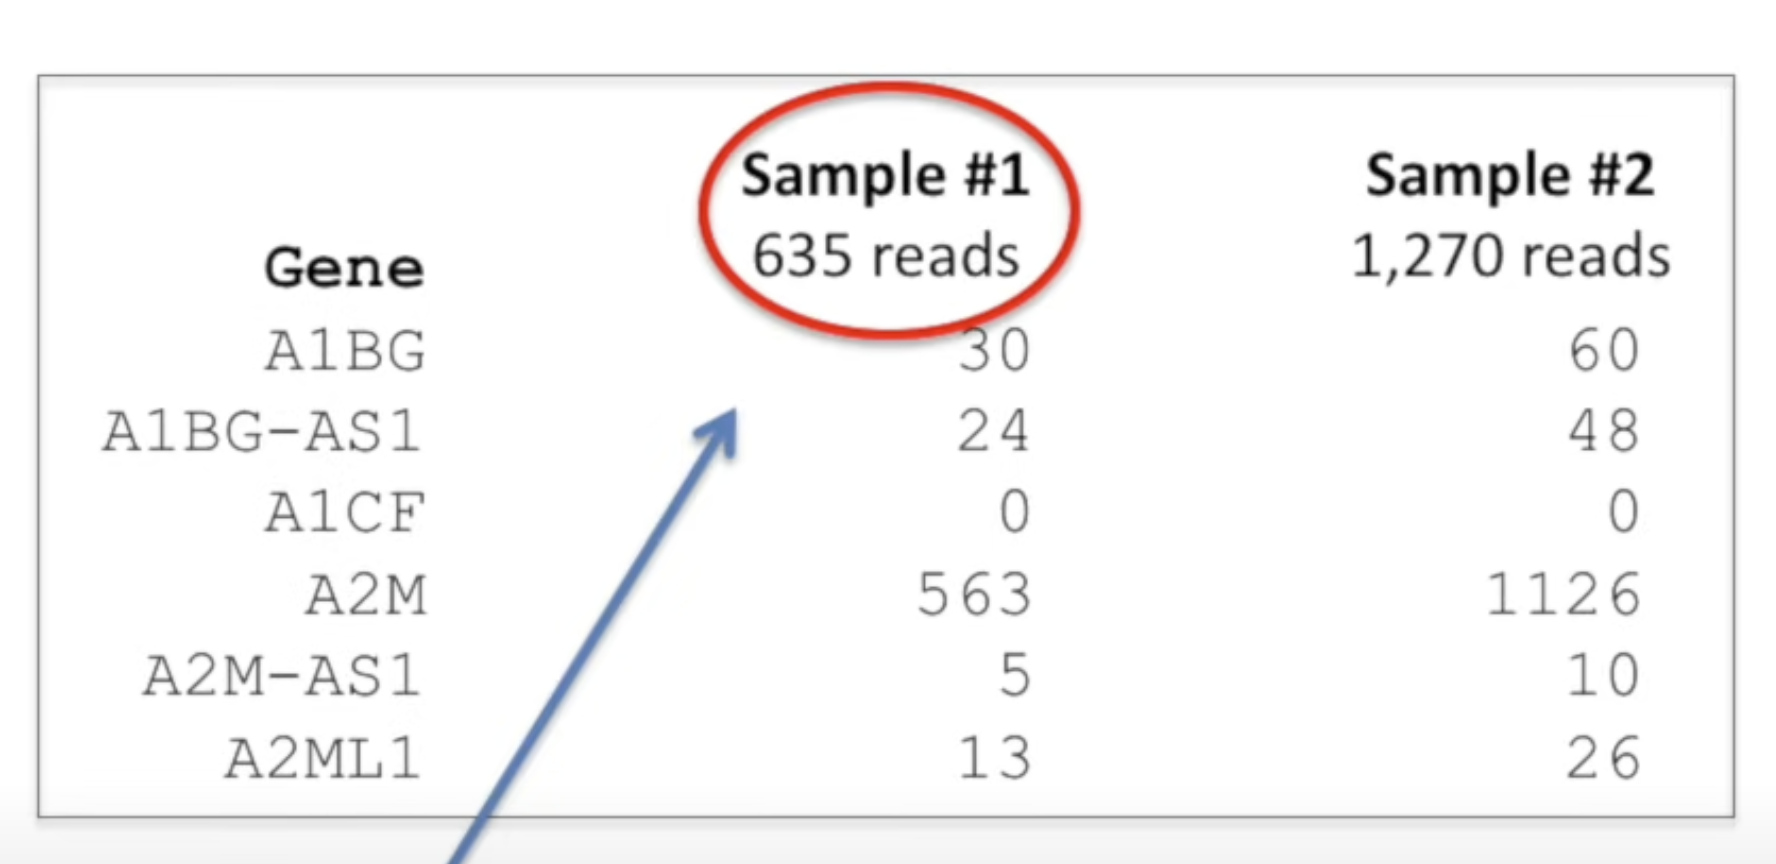 Sample #1 Sample #2
Gene 635 reads 1,270 reads
A1BG 30 60
A1BG-AS1 24 48
A1CF 0 0
A2M 563 1126
A2M-AS1 5 10
A2ML1 13 26